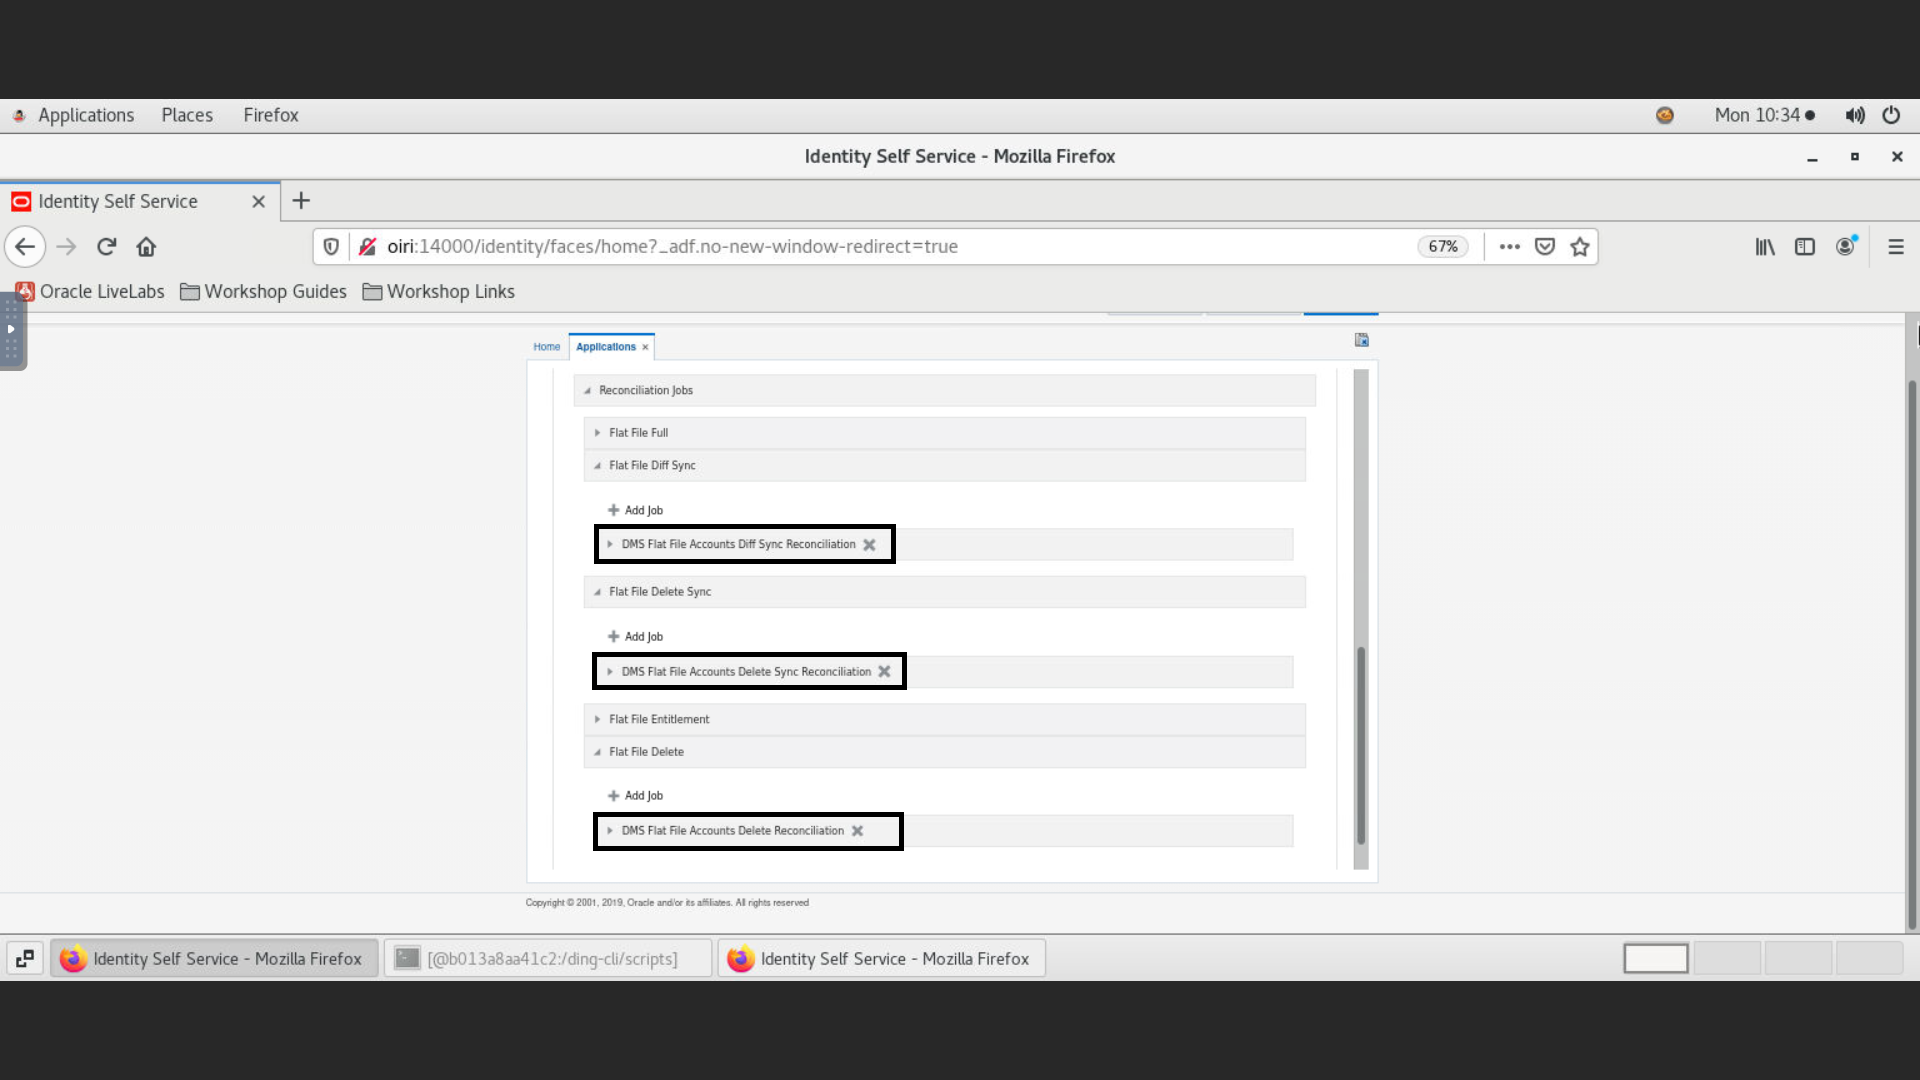 Applications Places Firefox Mon 10:34
Identity Self Service - Mozilla Firefox
Identity Self Service
oiri:14000/identity/faces/home?_adf.no-new-window-redirect=true 67%
Oracle LiveLabs Workshop Guides Workshop Links
Home Applications
Reconciliation Jobs
Flat File Full
Flat File Diff Sync
Add Job
DMS Flat File Accounts Diff Sync Reconciliation
Flat File Delete Sync
Add Job
DMS Flat File Accounts Delete Sync Reconciliation
Flat File Entitlement
Flat File Delete
Add Job
DMS Flat File Accounts Delete Reconciliation
Copyright © 2001, 2019, Oracle and/or its affiliates. All rights reserved
Identity Self Service - Mozilla Firefox [@b013a8aa41c2:/ding-cli/scripts] Identity Self Service - Mozilla Firefox